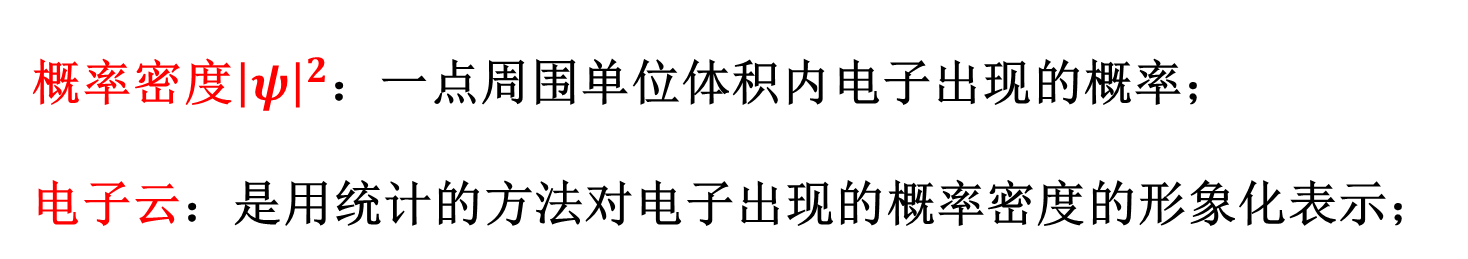 概率密度|ψ|²：一点周围单位体积内电子出现的概率；
电子云：是用统计的方法对电子出现的概率密度的形象化表示；